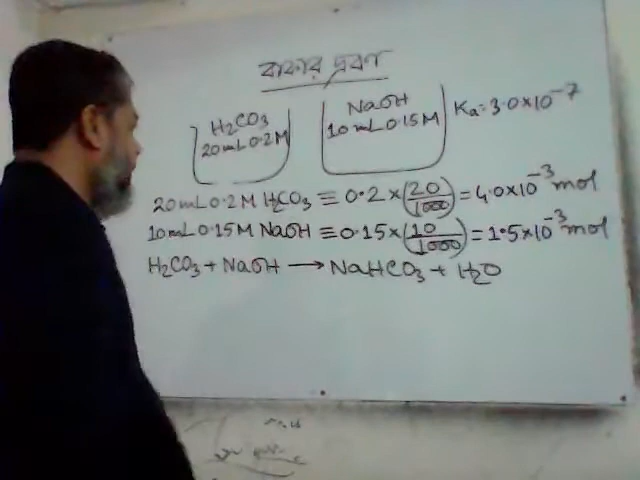 বাফার দ্রবণ
H₂CO₃
20 mL 0.2 M
NaOH
10 mL 0.15 M
Ka = 3.0×10⁻⁷
20 mL 0.2 M H₂CO₃ ≡ 0.2 × (20/1000) = 4.0×10⁻³ mol
10 mL 0.15 M NaOH ≡ 0.15 × (10/1000) = 1.5×10⁻³ mol
H₂CO₃ + NaOH ⟶ NaHCO₃ + H₂O